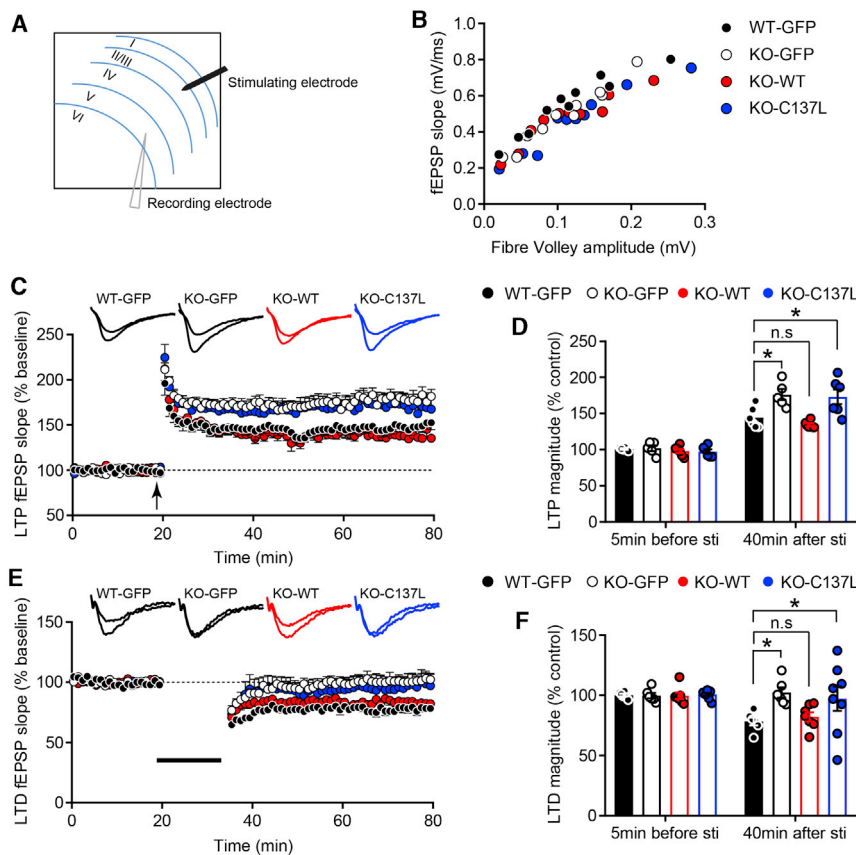 A
I
II/III
IV
V
VI
Stimulating electrode
Recording electrode
B
fEPSP slope (mV/ms)
1.0
0.8
0.6
0.4
0.2
0.0
0.0 0.1 0.2 0.3
Fibre Volley amplitude (mV)
WT-GFP
KO-GFP
KO-WT
KO-C137L
C
WT-GFP KO-GFP KO-WT KO-C137L
LTP fEPSP slope (% baseline)
250
200
150
100
50
0 20 40 60 80
Time (min)
WT-GFP KO-GFP KO-WT KO-C137L
D
LTP magnitude (% control)
250
200
150
100
50
0
*
n.s
*
5min before sti 40min after sti
E
WT-GFP KO-GFP KO-WT KO-C137L
LTD fEPSP slope (% baseline)
150
100
50
0
0 20 40 60 80
Time (min)
WT-GFP KO-GFP KO-WT KO-C137L
F
LTD magnitude (% control)
150
100
50
0
*
n.s
*
5min before sti 40min after sti